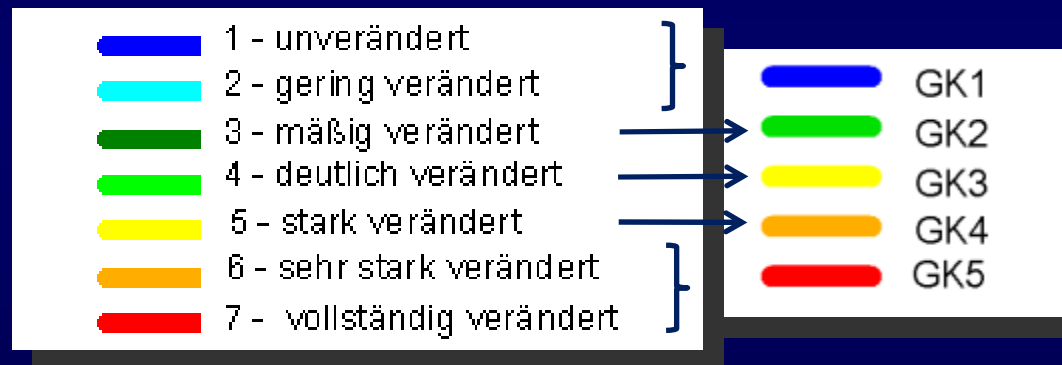 1 - unverändert
2 - gering verändert
3 - mäßig verändert
4 - deutlich verändert
5 - stark verändert
6 - sehr stark verändert
7 - vollständig verändert
GK1
GK2
GK3
GK4
GK5